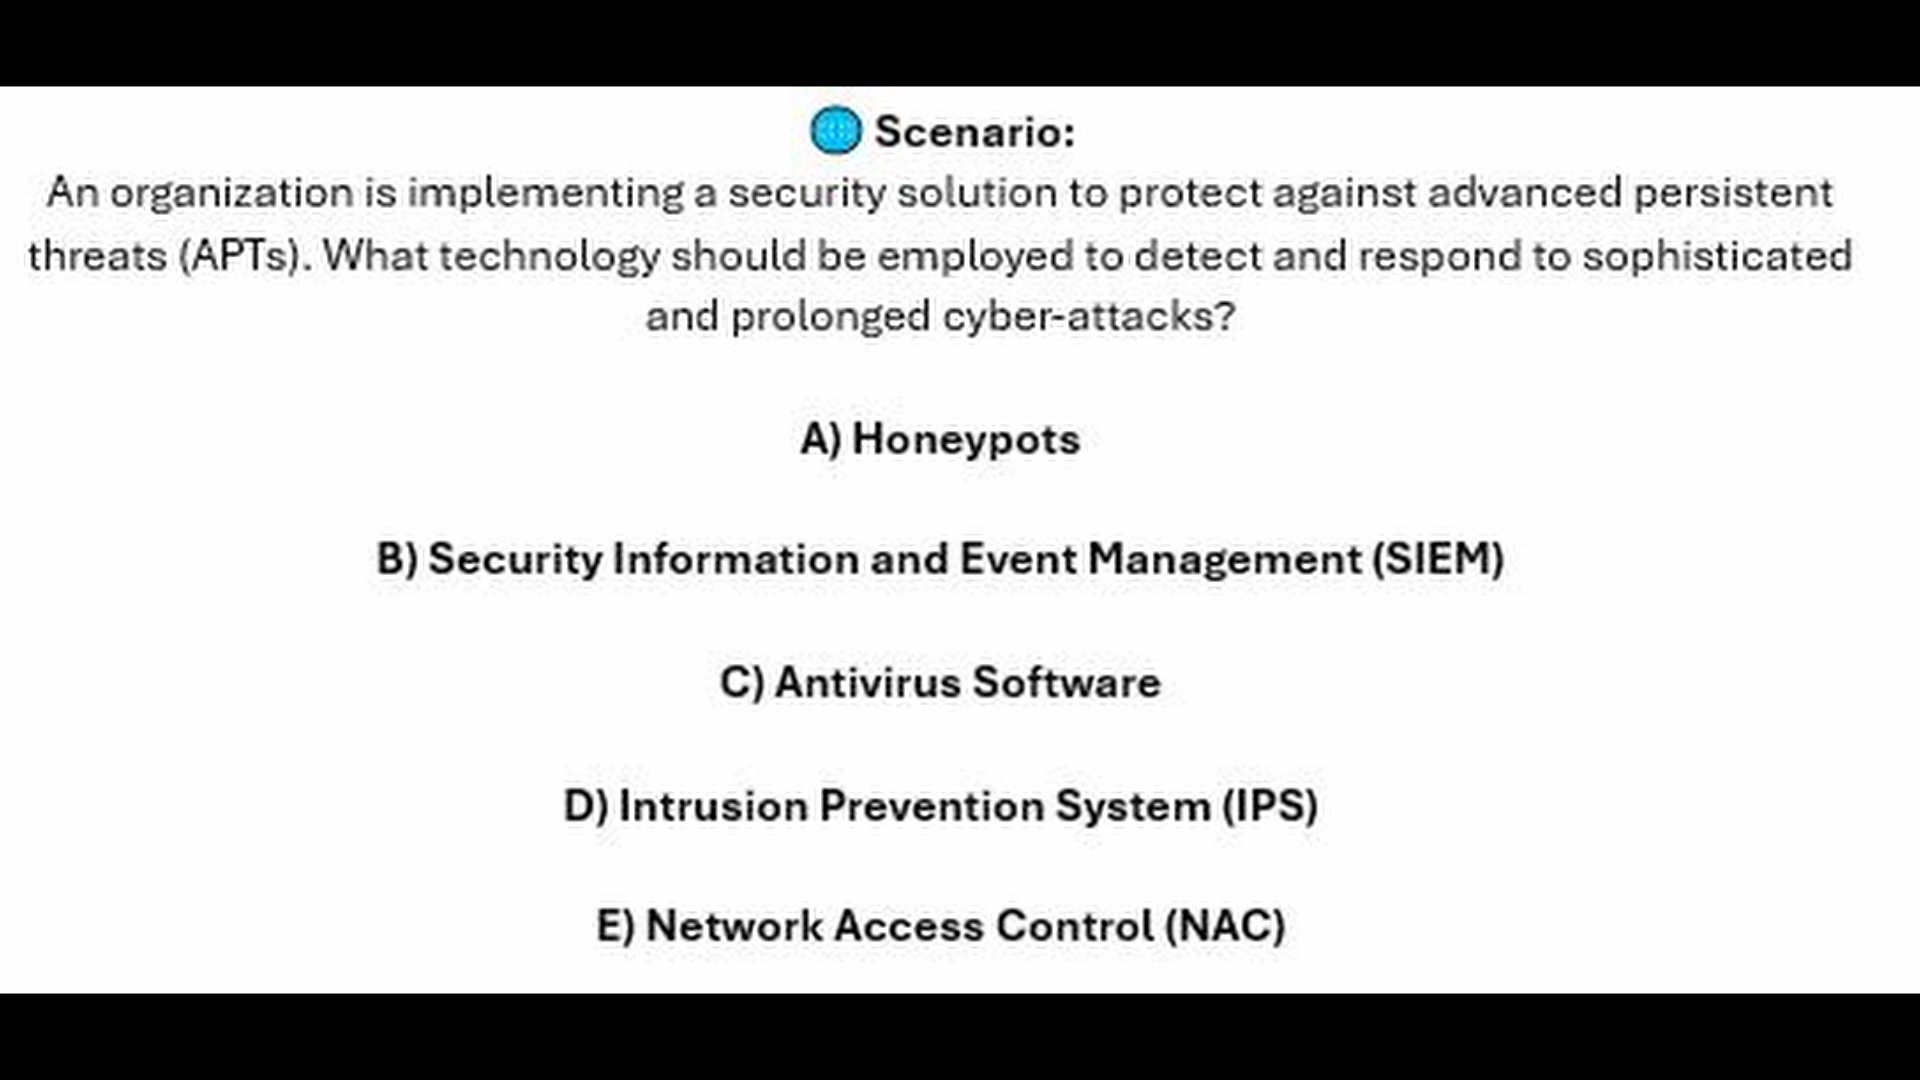 Scenario:
An organization is implementing a security solution to protect against advanced persistent
threats (APTs). What technology should be employed to detect and respond to sophisticated
and prolonged cyber-attacks?
A) Honeypots
B) Security Information and Event Management (SIEM)
C) Antivirus Software
D) Intrusion Prevention System (IPS)
E) Network Access Control (NAC)